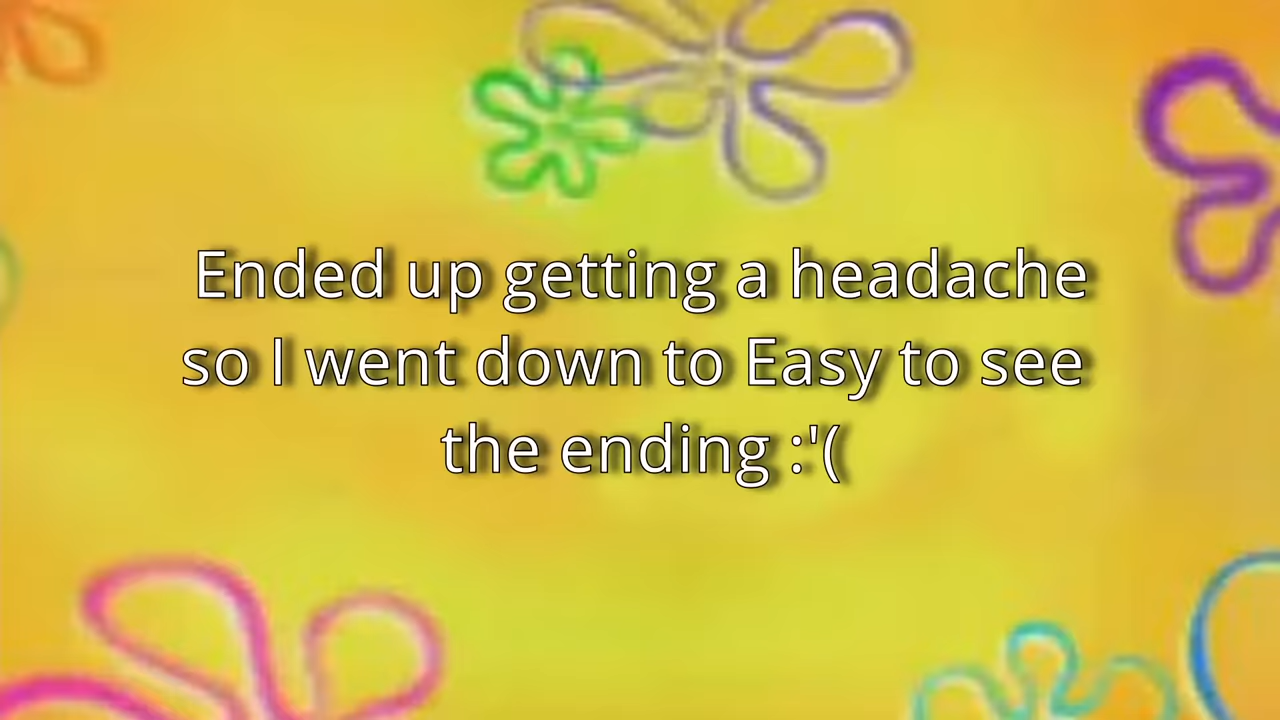 Ended up getting a headache
so I went down to Easy to see
the ending :'(